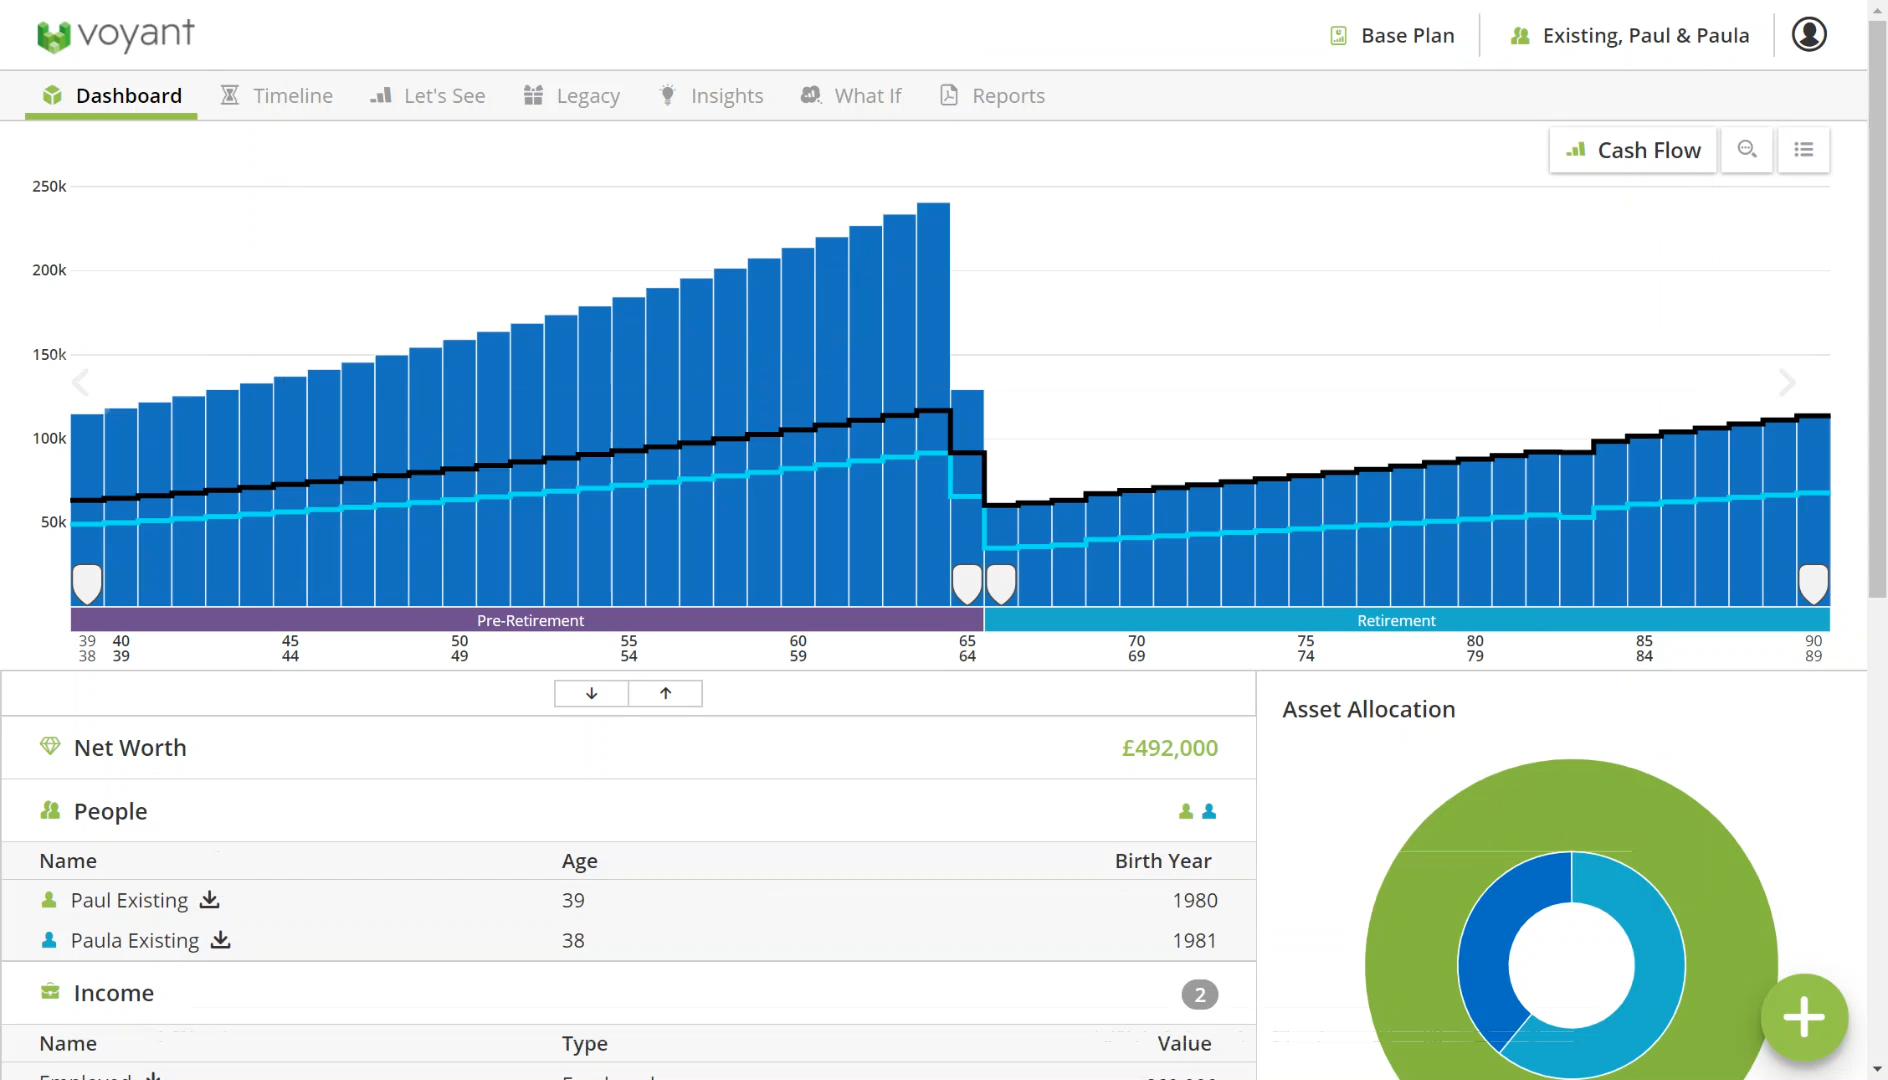 voyant
Base Plan
Existing, Paul & Paula
Dashboard
Timeline
Let's See
Legacy
Insights
What If
Reports
Cash Flow
250k
200k
150k
100k
50k
Pre-Retirement
Retirement
39 40 45 50 55 60 65 70 75 80 85 90
38 39 44 49 54 59 64 69 74 79 84 89
Net Worth £492,000
Asset Allocation
People
Name Age Birth Year
Paul Existing 39 1980
Paula Existing 38 1981
Income 2
Name Type Value